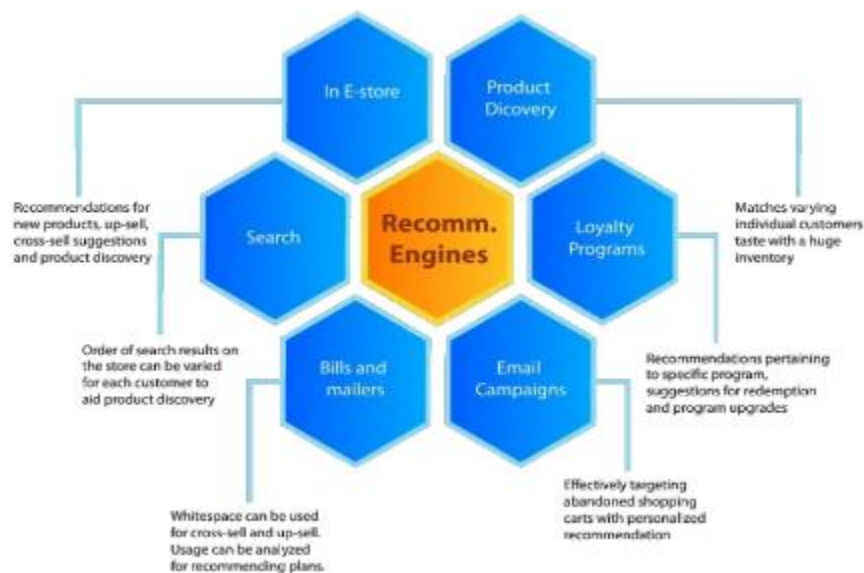 In E-store
Product
Dicovery
Recommendations for
new products, up-sell,
cross-sell suggestions
and product discovery
Search
Recomm.
Engines
Loyalty
Programs
Matches varying
individual customers
taste with a huge
inventory
Order of search results on
the store can be varied
for each customer to
aid product discovery
Bills and
mailers
Email
Campaigns
Recommendations pertaining
to specific program,
suggestions for redemption
and program upgrades
Whitespace can be used
for cross-sell and up-sell.
Usage can be analyzed
for recommending plans.
Effectively targeting
abandoned shopping
carts with personalized
recommendation